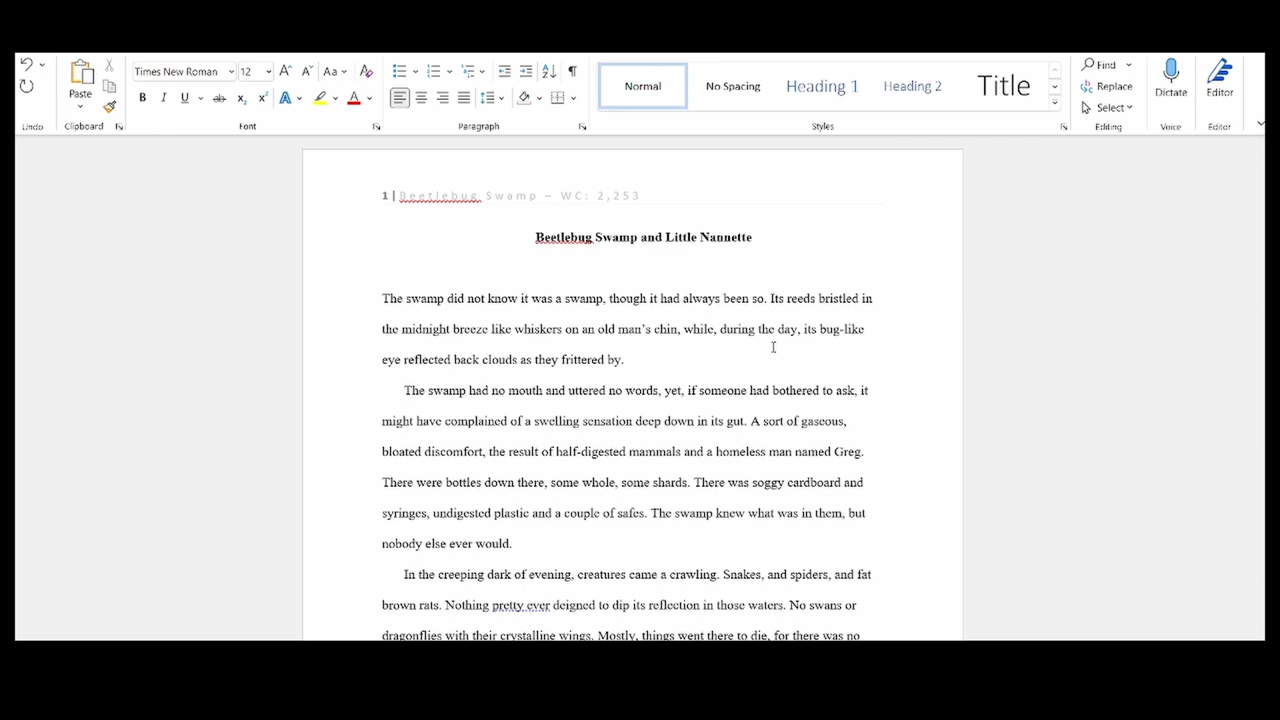 Times New Roman
12
Aa
Paste
B I U ab x₂ x² A A
Normal
No Spacing
Heading 1
Heading 2
Title
Find
Replace
Select
Dictate
Editor
Undo
Clipboard
Font
Paragraph
Styles
Editing
Voice
Editor
1 | Beetlebug Swamp – WC: 2,253
Beetlebug Swamp and Little Nannette
The swamp did not know it was a swamp, though it had always been so. Its reeds bristled in
the midnight breeze like whiskers on an old man’s chin, while, during the day, its bug-like
eye reflected back clouds as they frittered by.
The swamp had no mouth and uttered no words, yet, if someone had bothered to ask, it
might have complained of a swelling sensation deep down in its gut. A sort of gaseous,
bloated discomfort, the result of half-digested mammals and a homeless man named Greg.
There were bottles down there, some whole, some shards. There was soggy cardboard and
syringes, undigested plastic and a couple of safes. The swamp knew what was in them, but
nobody else ever would.
In the creeping dark of evening, creatures came a crawling. Snakes, and spiders, and fat
brown rats. Nothing pretty ever deigned to dip its reflection in those waters. No swans or
dragonflies with their crystalline wings. Mostly, things went there to die, for there was no